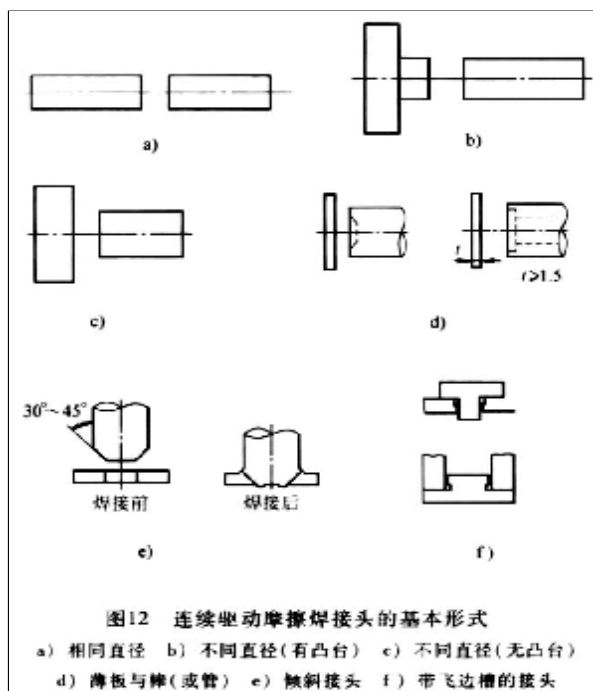 a)
b)
c)
d)
t
t≥1.5
30°~45°
焊接前
焊接后
e)
f)
图12 连续驱动摩擦焊接头的基本形式
a) 相同直径 b) 不同直径(有凸台) c) 不同直径(无凸台)
d) 薄板与棒(或管) e) 倾斜接头 f) 带飞边槽的接头